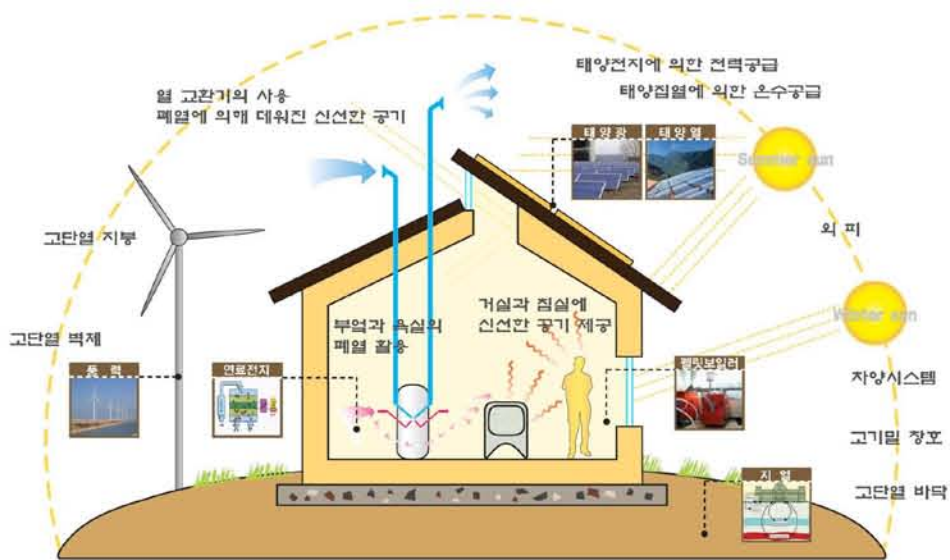 태양전지에 의한 전력공급
태양집열에 의한 온수공급
열 교환기의 사용
폐열에 의해 데워진 신선한 공기
태양광
태양열
Summer sun
외 피
고단열 지붕
거실과 침실에
신선한 공기 제공
부엌과 욕실의
폐열 활용
Winter sun
고단열 벽체
풍 력
연료전지
펠릿보일러
차양시스템
고기밀 창호
지 열
고단열 바닥